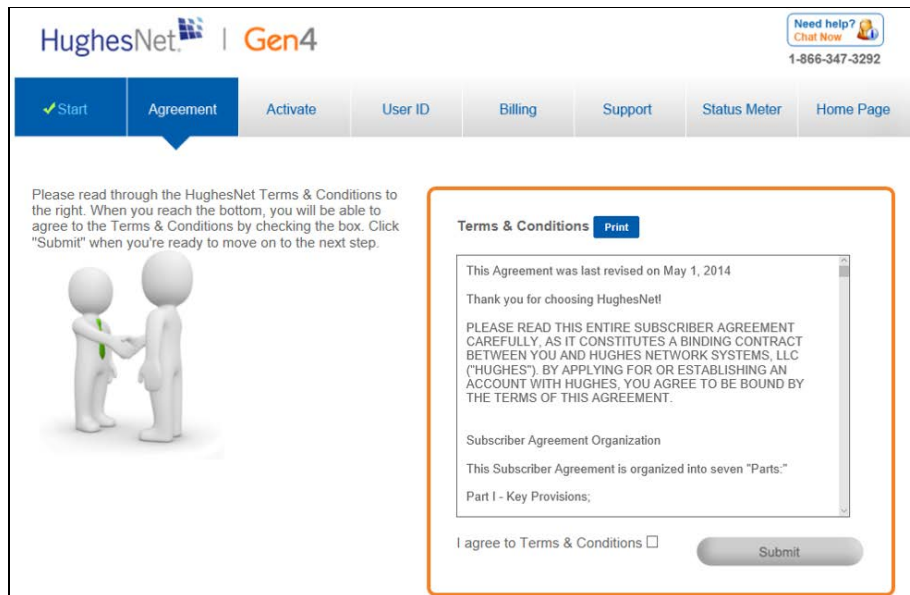 HughesNet. | Gen4
Need help?
Chat Now
1-866-347-3292
Start Agreement Activate User ID Billing Support Status Meter Home Page
Please read through the HughesNet Terms & Conditions to
the right. When you reach the bottom, you will be able to
agree to the Terms & Conditions by checking the box. Click
"Submit" when you're ready to move on to the next step.
Terms & Conditions Print
This Agreement was last revised on May 1, 2014
Thank you for choosing HughesNet!
PLEASE READ THIS ENTIRE SUBSCRIBER AGREEMENT
CAREFULLY, AS IT CONSTITUTES A BINDING CONTRACT
BETWEEN YOU AND HUGHES NETWORK SYSTEMS, LLC
("HUGHES"). BY APPLYING FOR OR ESTABLISHING AN
ACCOUNT WITH HUGHES, YOU AGREE TO BE BOUND BY
THE TERMS OF THIS AGREEMENT.
Subscriber Agreement Organization
This Subscriber Agreement is organized into seven "Parts:"
Part I - Key Provisions;
I agree to Terms & Conditions
Submit